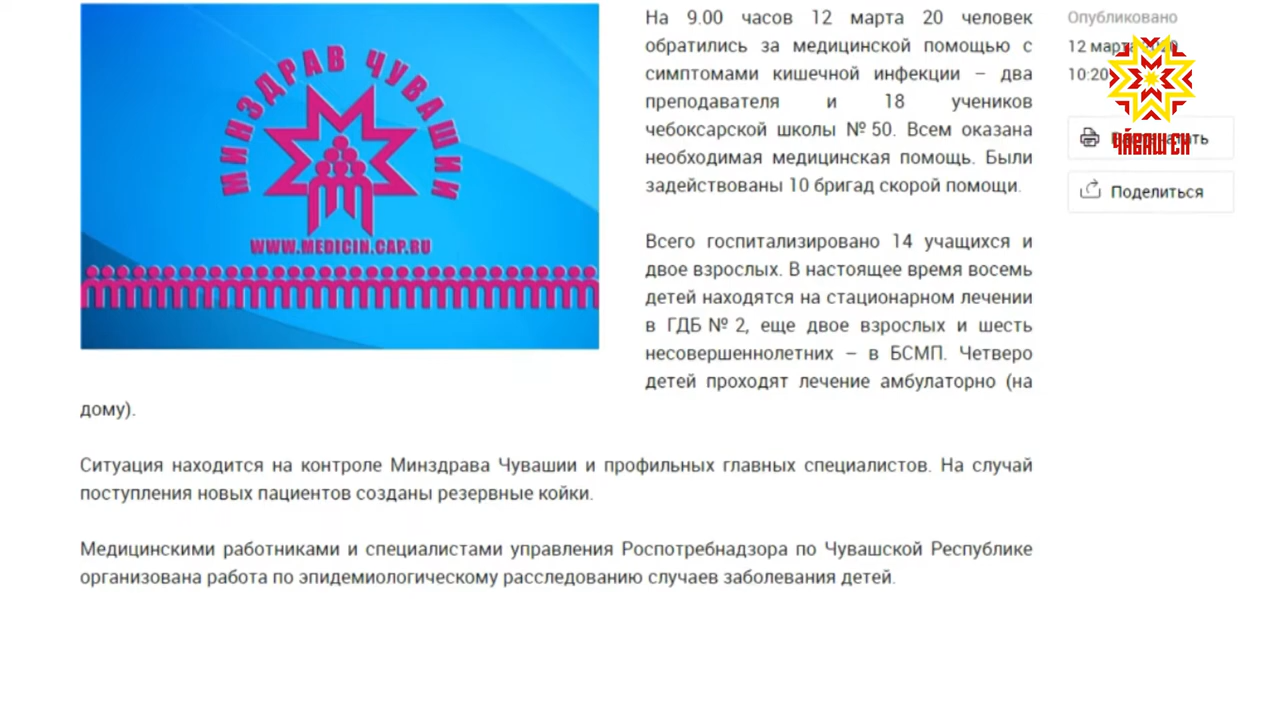 МИНЗДРАВ ЧУВАШИИ
WWW.MEDICIN.CAP.RU
На 9.00 часов 12 марта 20 человек
обратились за медицинской помощью с
симптомами кишечной инфекции – два
преподавателя и 18 учеников
чебоксарской школы №50. Всем оказана
необходимая медицинская помощь. Были
задействованы 10 бригад скорой помощи.
Всего госпитализировано 14 учащихся и
двое взрослых. В настоящее время восемь
детей находятся на стационарном лечении
в ГДБ №2, еще двое взрослых и шесть
несовершеннолетних – в БСМП. Четверо
детей проходят лечение амбулаторно (на
дому).
Ситуация находится на контроле Минздрава Чувашии и профильных главных специалистов. На случай
поступления новых пациентов созданы резервные койки.
Медицинскими работниками и специалистами управления Роспотребнадзора по Чувашской Республике
организована работа по эпидемиологическому расследованию случаев заболевания детей.
Опубликовано
12 марта
10:20
ЧӐВАШ ЕН
Поделиться